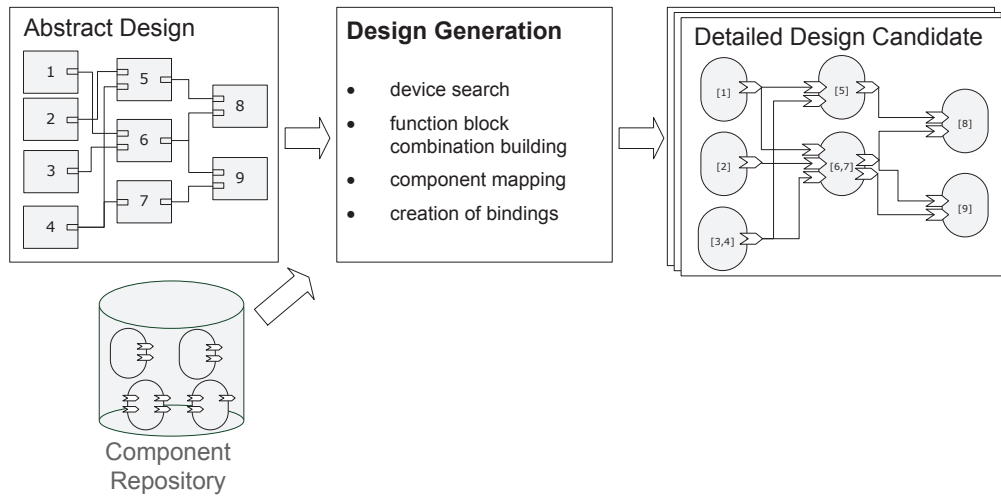 Abstract Design
1
2
3
4
5
6
7
8
9
Design Generation
• device search
• function block
combination building
• component mapping
• creation of bindings
Detailed Design Candidate
[1]
[2]
[3,4]
[5]
[6,7]
[8]
[9]
Component
Repository